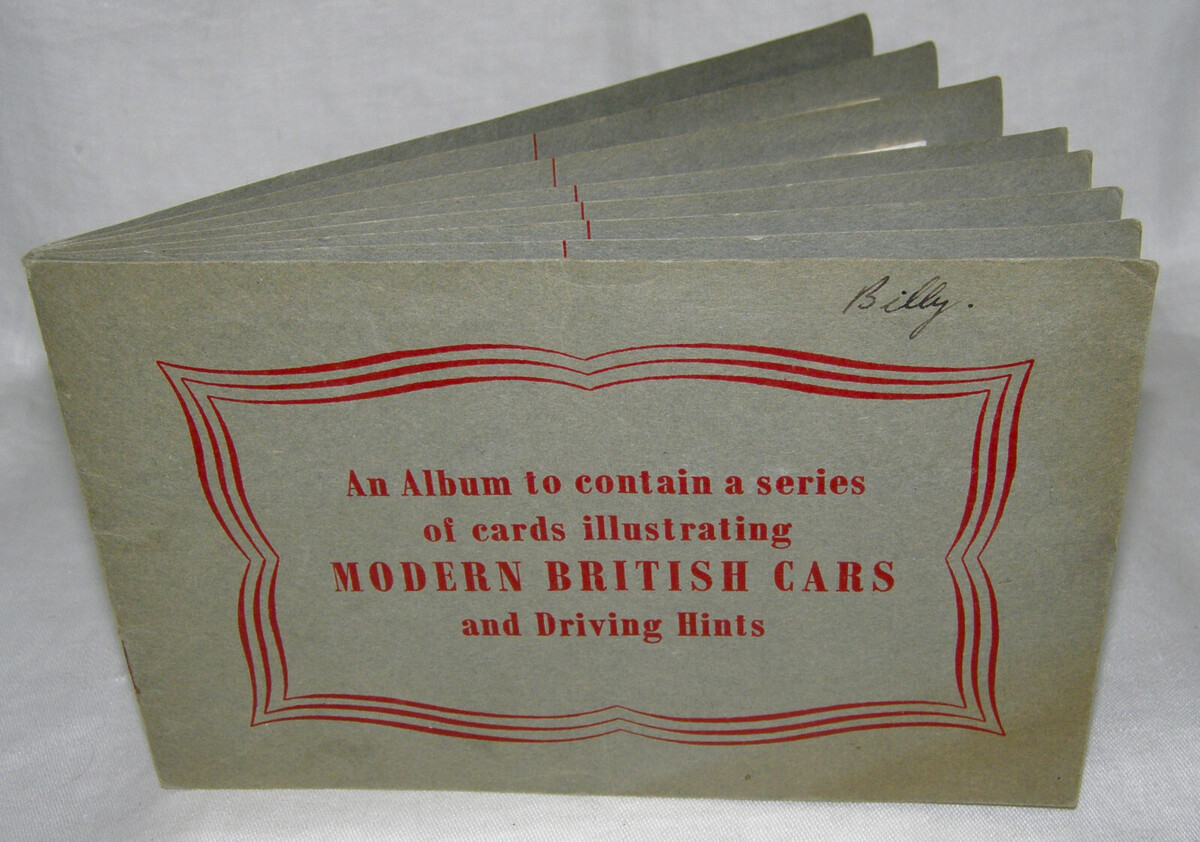 Billy.
An Album to contain a series
of cards illustrating
MODERN BRITISH CARS
and Driving Hints